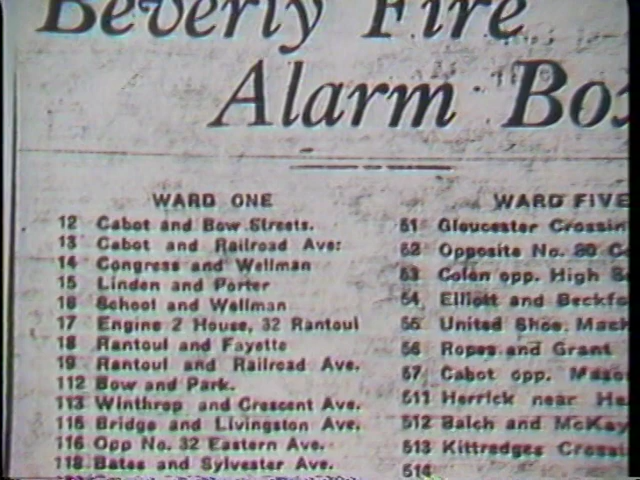 Beverly Fire
Alarm Box
WARD ONE
12 Cabot and Bow Streets.
13 Cabot and Railroad Ave:
14 Congress and Wellman
15 Linden and Porter
16 School and Wellman
17 Engine 2 House, 32 Rantoul
18 Rantoul and Fayette
19 Rantoul and Railroad Ave.
112 Bow and Park.
113 Winthrop and Crescent Ave.
115 Bridge and Livingston Ave.
116 Opp No. 32 Eastern Ave.
118 Bates and Sylvester Ave.
WARD FIVE
51 Gloucester Crossin
52 Opposite No. 80 C
53 Colon opp. High S
54 Elliott and Beckfo
55 United Shoe. Mach
56 Ropes and Grant
57 Cabot opp. Maso
511 Herrick near He
512 Balch and McKay
513 Kittredges Crossi
514